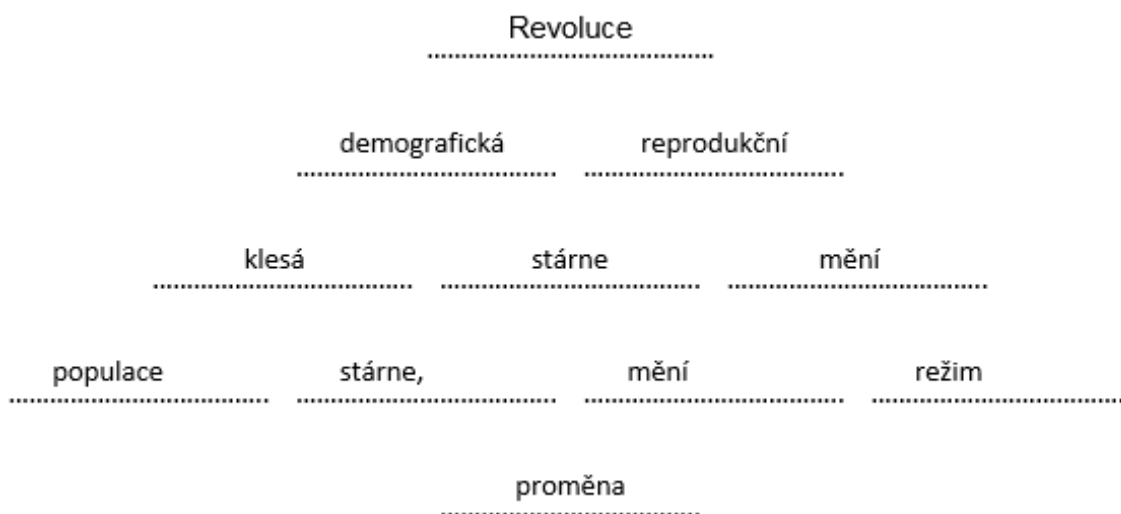 Revoluce
demografická reprodukční
klesá stárne mění
populace stárne, mění režim
proměna